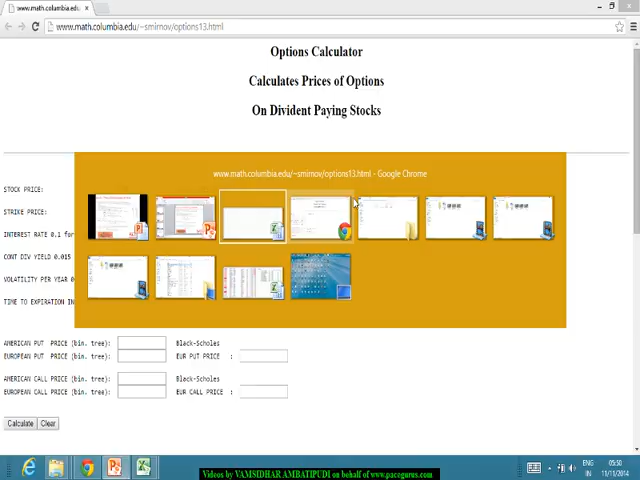 www.math.columbia.edu/~
www.math.columbia.edu/~smirnov/options13.html
Options Calculator
Calculates Prices of Options
On Divident Paying Stocks
www.math.columbia.edu/~smirnov/options13.html - Google Chrome
STOCK PRICE:
STRIKE PRICE:
INTEREST RATE 0.1 for
CONT DIV YIELD 0.015
VOLATILITY PER YEAR 0
TIME TO EXPIRATION IN
AMERICAN PUT PRICE (bin. tree): Black-Scholes
EUROPEAN PUT PRICE (bin. tree): EUR PUT PRICE :
AMERICAN CALL PRICE (bin. tree): Black-Scholes
EUROPEAN CALL PRICE (bin. tree): EUR CALL PRICE :
Calculate Clear
ENG 05:50
IN 11/11/2014
Videos by VAMSIDHAR AMBATIPUDI on behalf of www.pacegurus.com